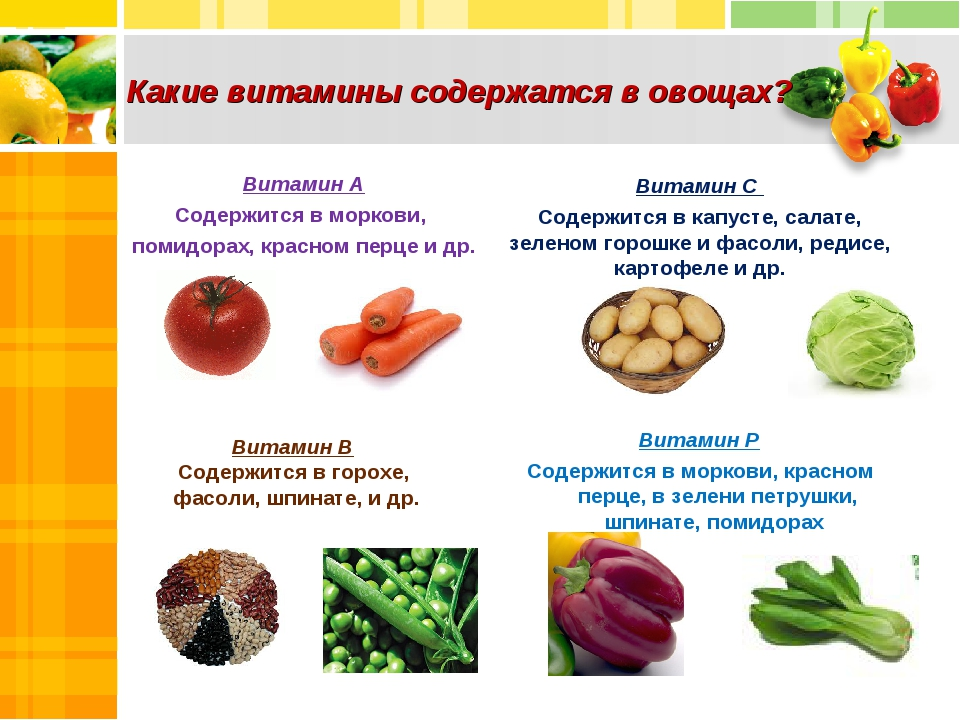 Какие витамины содержатся в овощах?
Витамин А
Содержится в моркови,
помидорах, красном перце и др.
Витамин С
Содержится в капусте, салате,
зеленом горошке и фасоли, редисе,
картофеле и др.
Витамин В
Содержится в горохе,
фасоли, шпинате, и др.
Витамин Р
Содержится в моркови, красном
перце, в зелени петрушки,
шпинате, помидорах